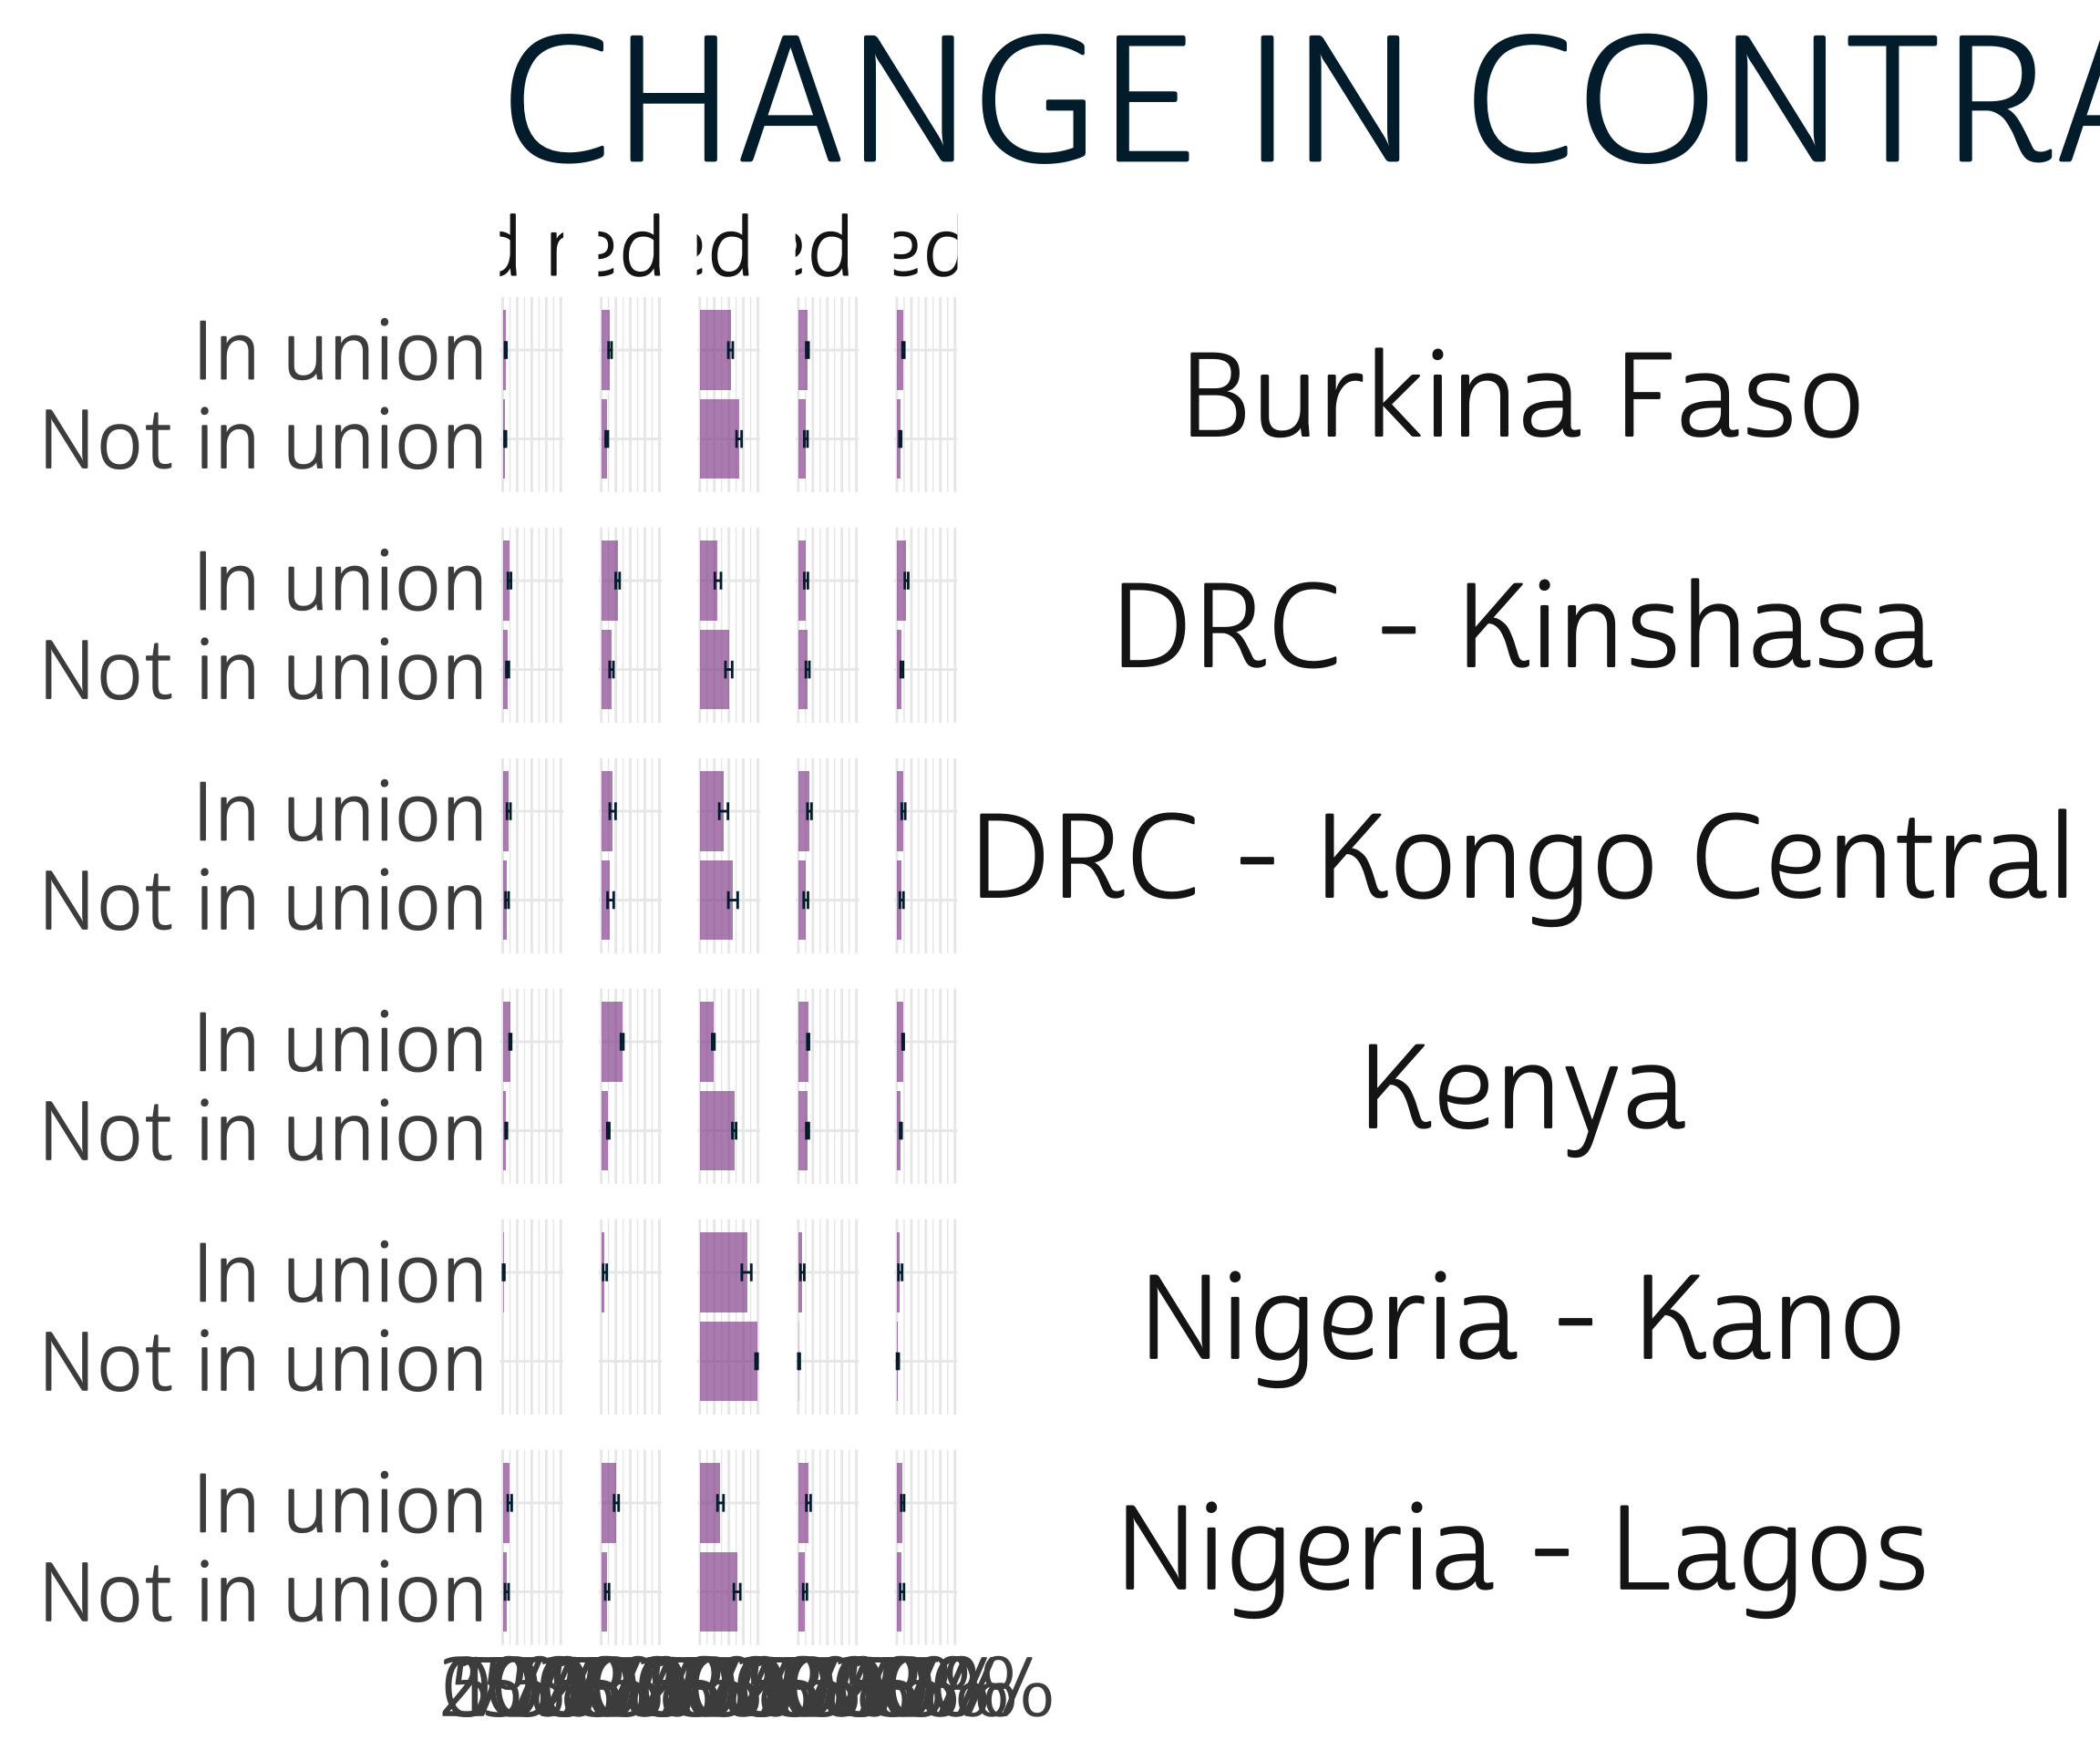 CHANGE IN CONTRA
ed
ed
ed
ed
In union
Not in union
Burkina Faso
In union
Not in union
DRC - Kinshasa
In union
Not in union
DRC - Kongo Central
In union
Not in union
Kenya
In union
Not in union
Nigeria - Kano
In union
Not in union
Nigeria - Lagos